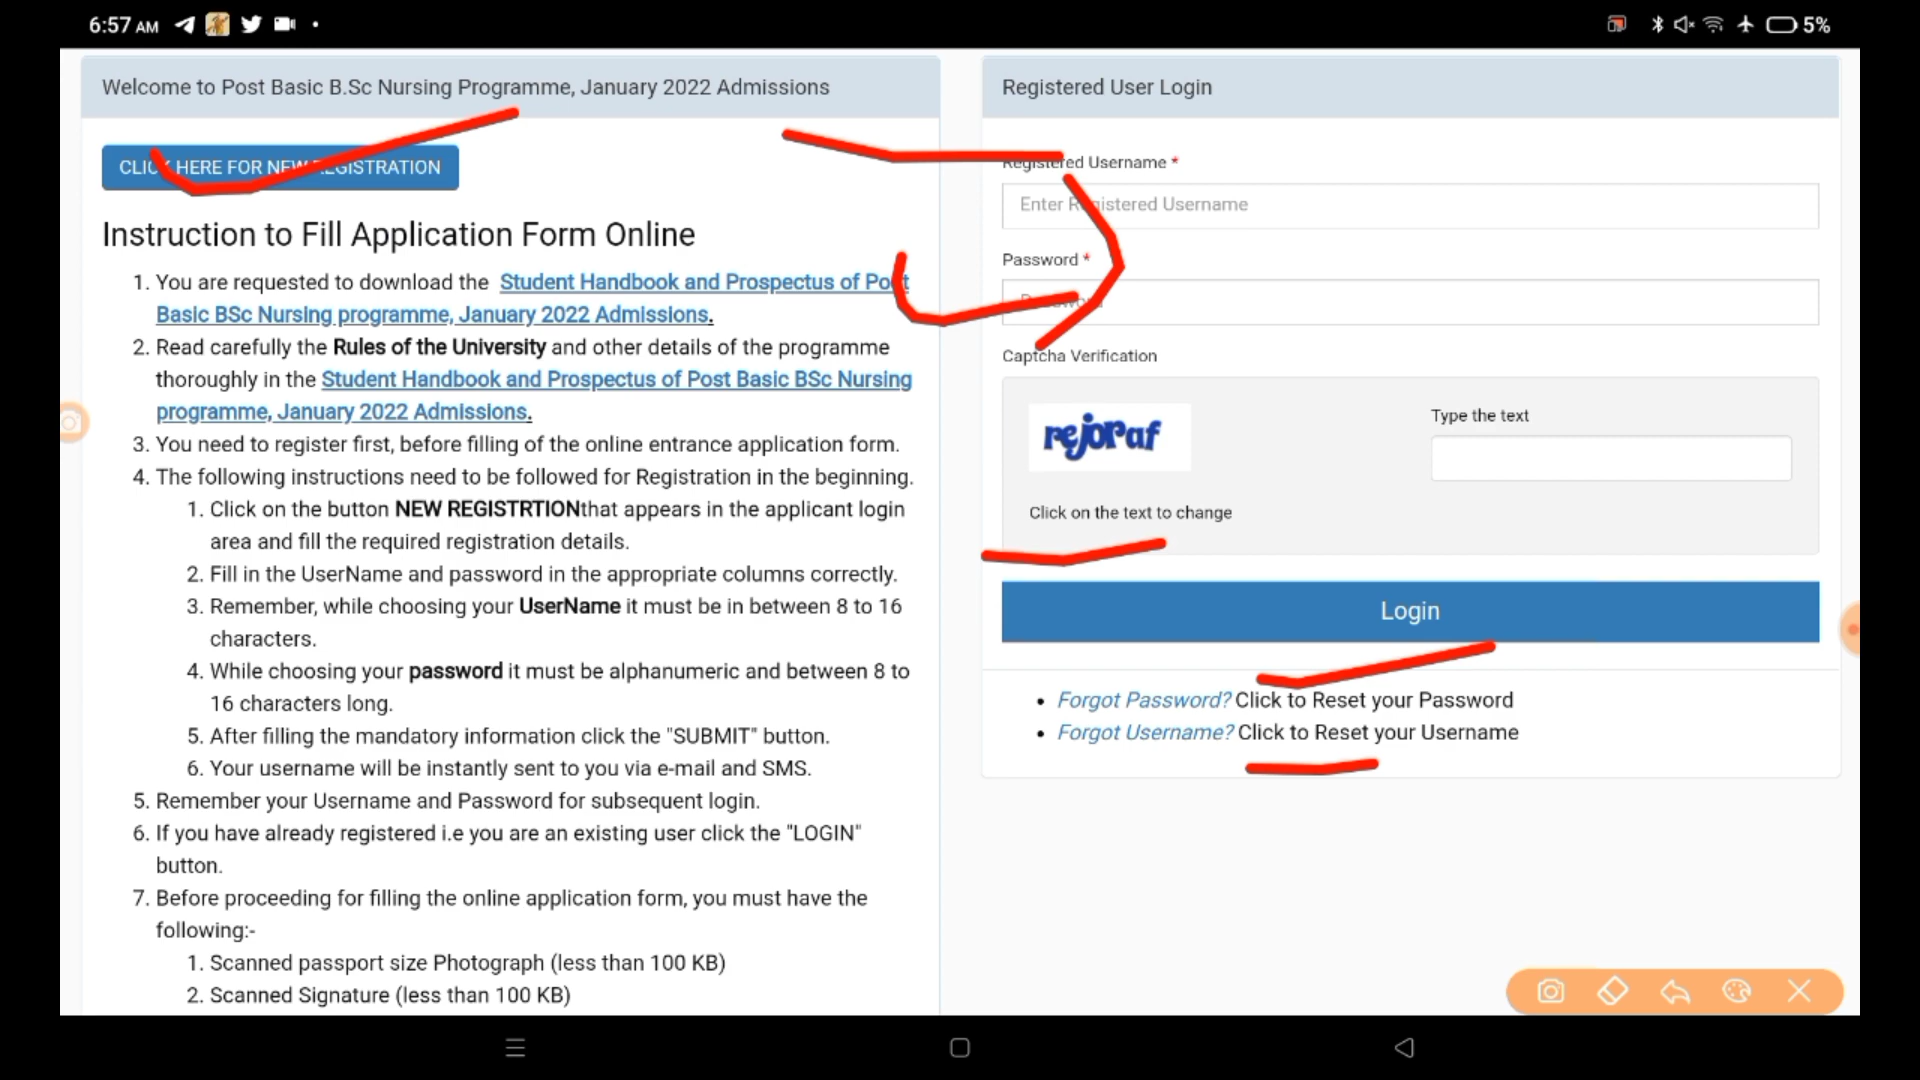 6:57 AM
5%
Welcome to Post Basic B.Sc Nursing Programme, January 2022 Admissions
CLICK HERE FOR NEW REGISTRATION
Instruction to Fill Application Form Online
1. You are requested to download the Student Handbook and Prospectus of Post
Basic BSc Nursing programme, January 2022 Admissions.
2. Read carefully the Rules of the University and other details of the programme
thoroughly in the Student Handbook and Prospectus of Post Basic BSc Nursing
programme, January 2022 Admissions.
3. You need to register first, before filling of the online entrance application form.
4. The following instructions need to be followed for Registration in the beginning.
1. Click on the button NEW REGISTRTIONthat appears in the applicant login
area and fill the required registration details.
2. Fill in the UserName and password in the appropriate columns correctly.
3. Remember, while choosing your UserName it must be in between 8 to 16
characters.
4. While choosing your password it must be alphanumeric and between 8 to
16 characters long.
5. After filling the mandatory information click the "SUBMIT" button.
6. Your username will be instantly sent to you via e-mail and SMS.
5. Remember your Username and Password for subsequent login.
6. If you have already registered i.e you are an existing user click the "LOGIN"
button.
7. Before proceeding for filling the online application form, you must have the
following:-
1. Scanned passport size Photograph (less than 100 KB)
2. Scanned Signature (less than 100 KB)
Registered User Login
Registered Username *
Enter Registered Username
Password *
Password
Captcha Verification
rejoraf
Type the text
Click on the text to change
Login
• Forgot Password? Click to Reset your Password
• Forgot Username? Click to Reset your Username